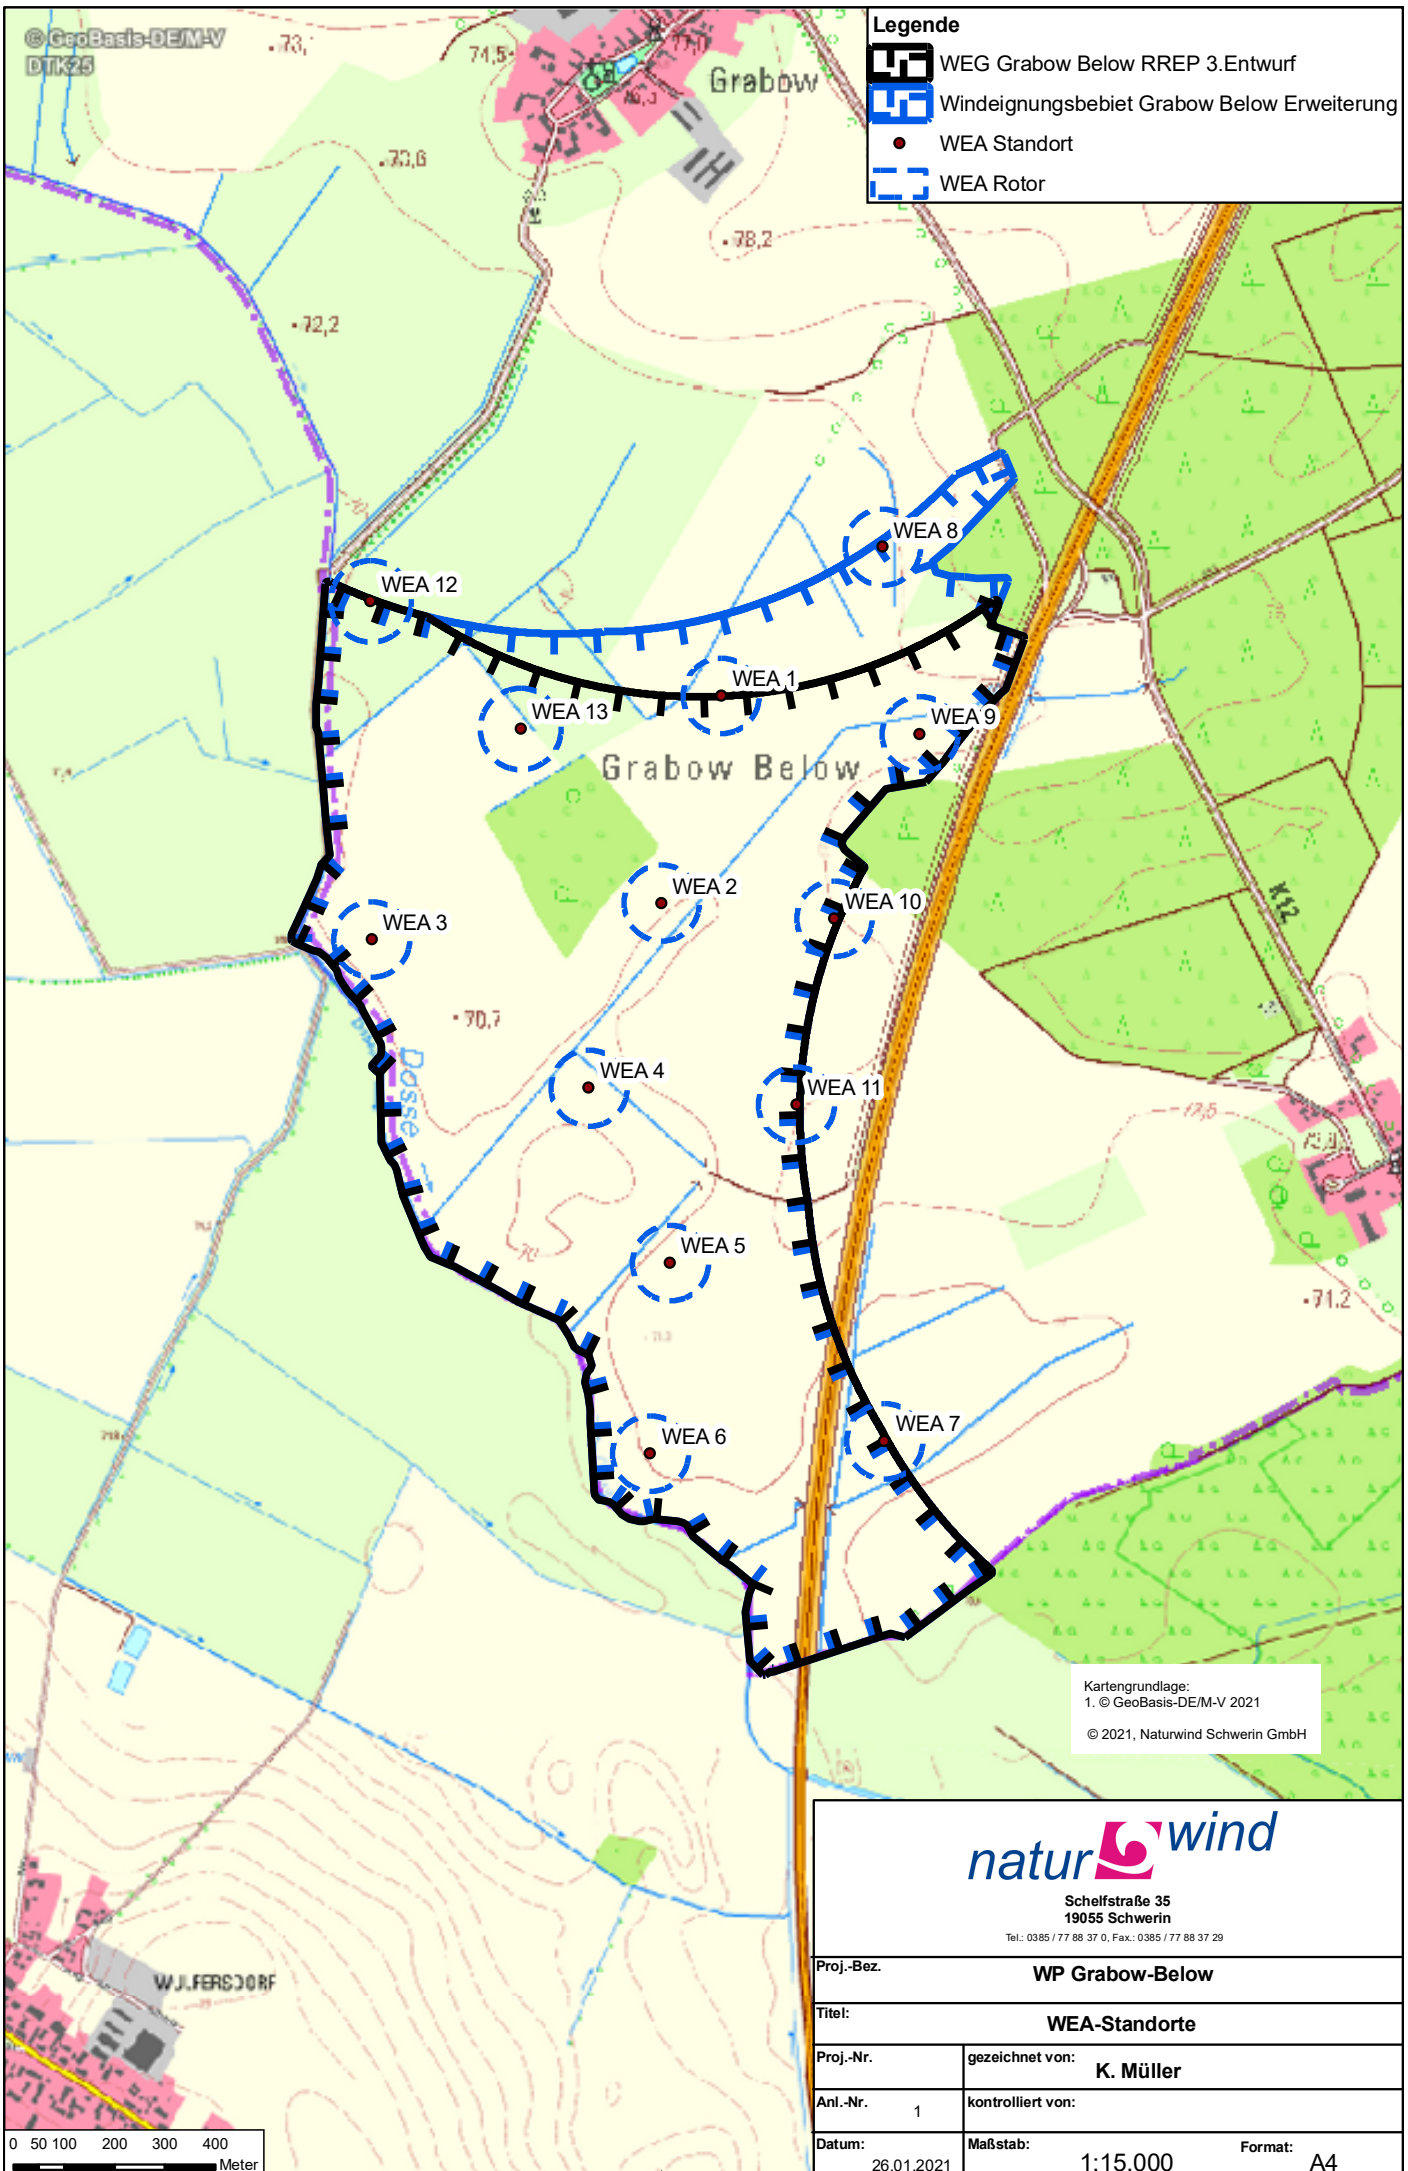 © GeoBasis-DE/M-V
DTK25
Legende
WEG Grabow Below RREP 3.Entwurf
Windeignungsbebiet Grabow Below Erweiterung
WEA Standort
WEA Rotor
74,5
77,0
Grabow
73,6
78,2
72,2
WEA 8
WEA 12
WEA 1
WEA 13
WEA 9
Grabow Below
WEA 2
K12
WEA 10
WEA 3
70,7
Dosse
WEA 4
WEA 11
WEA 5
70
71.2
WEA 6
WEA 7
Kartengrundlage:
1. © GeoBasis-DE/M-V 2021
© 2021, Naturwind Schwerin GmbH
natur wind
Schelfstraße 35
19055 Schwerin
Tel.: 0385 / 77 88 37 0, Fax.: 0385 / 77 88 37 29
Proj.-Bez. WP Grabow-Below
WULFERSDORF
Titel: WEA-Standorte
Proj.-Nr. gezeichnet von: K. Müller
Anl.-Nr. 1 kontrolliert von:
Datum: 26.01.2021 Maßstab: 1:15.000 Format: A4
0 50 100 200 300 400
Meter